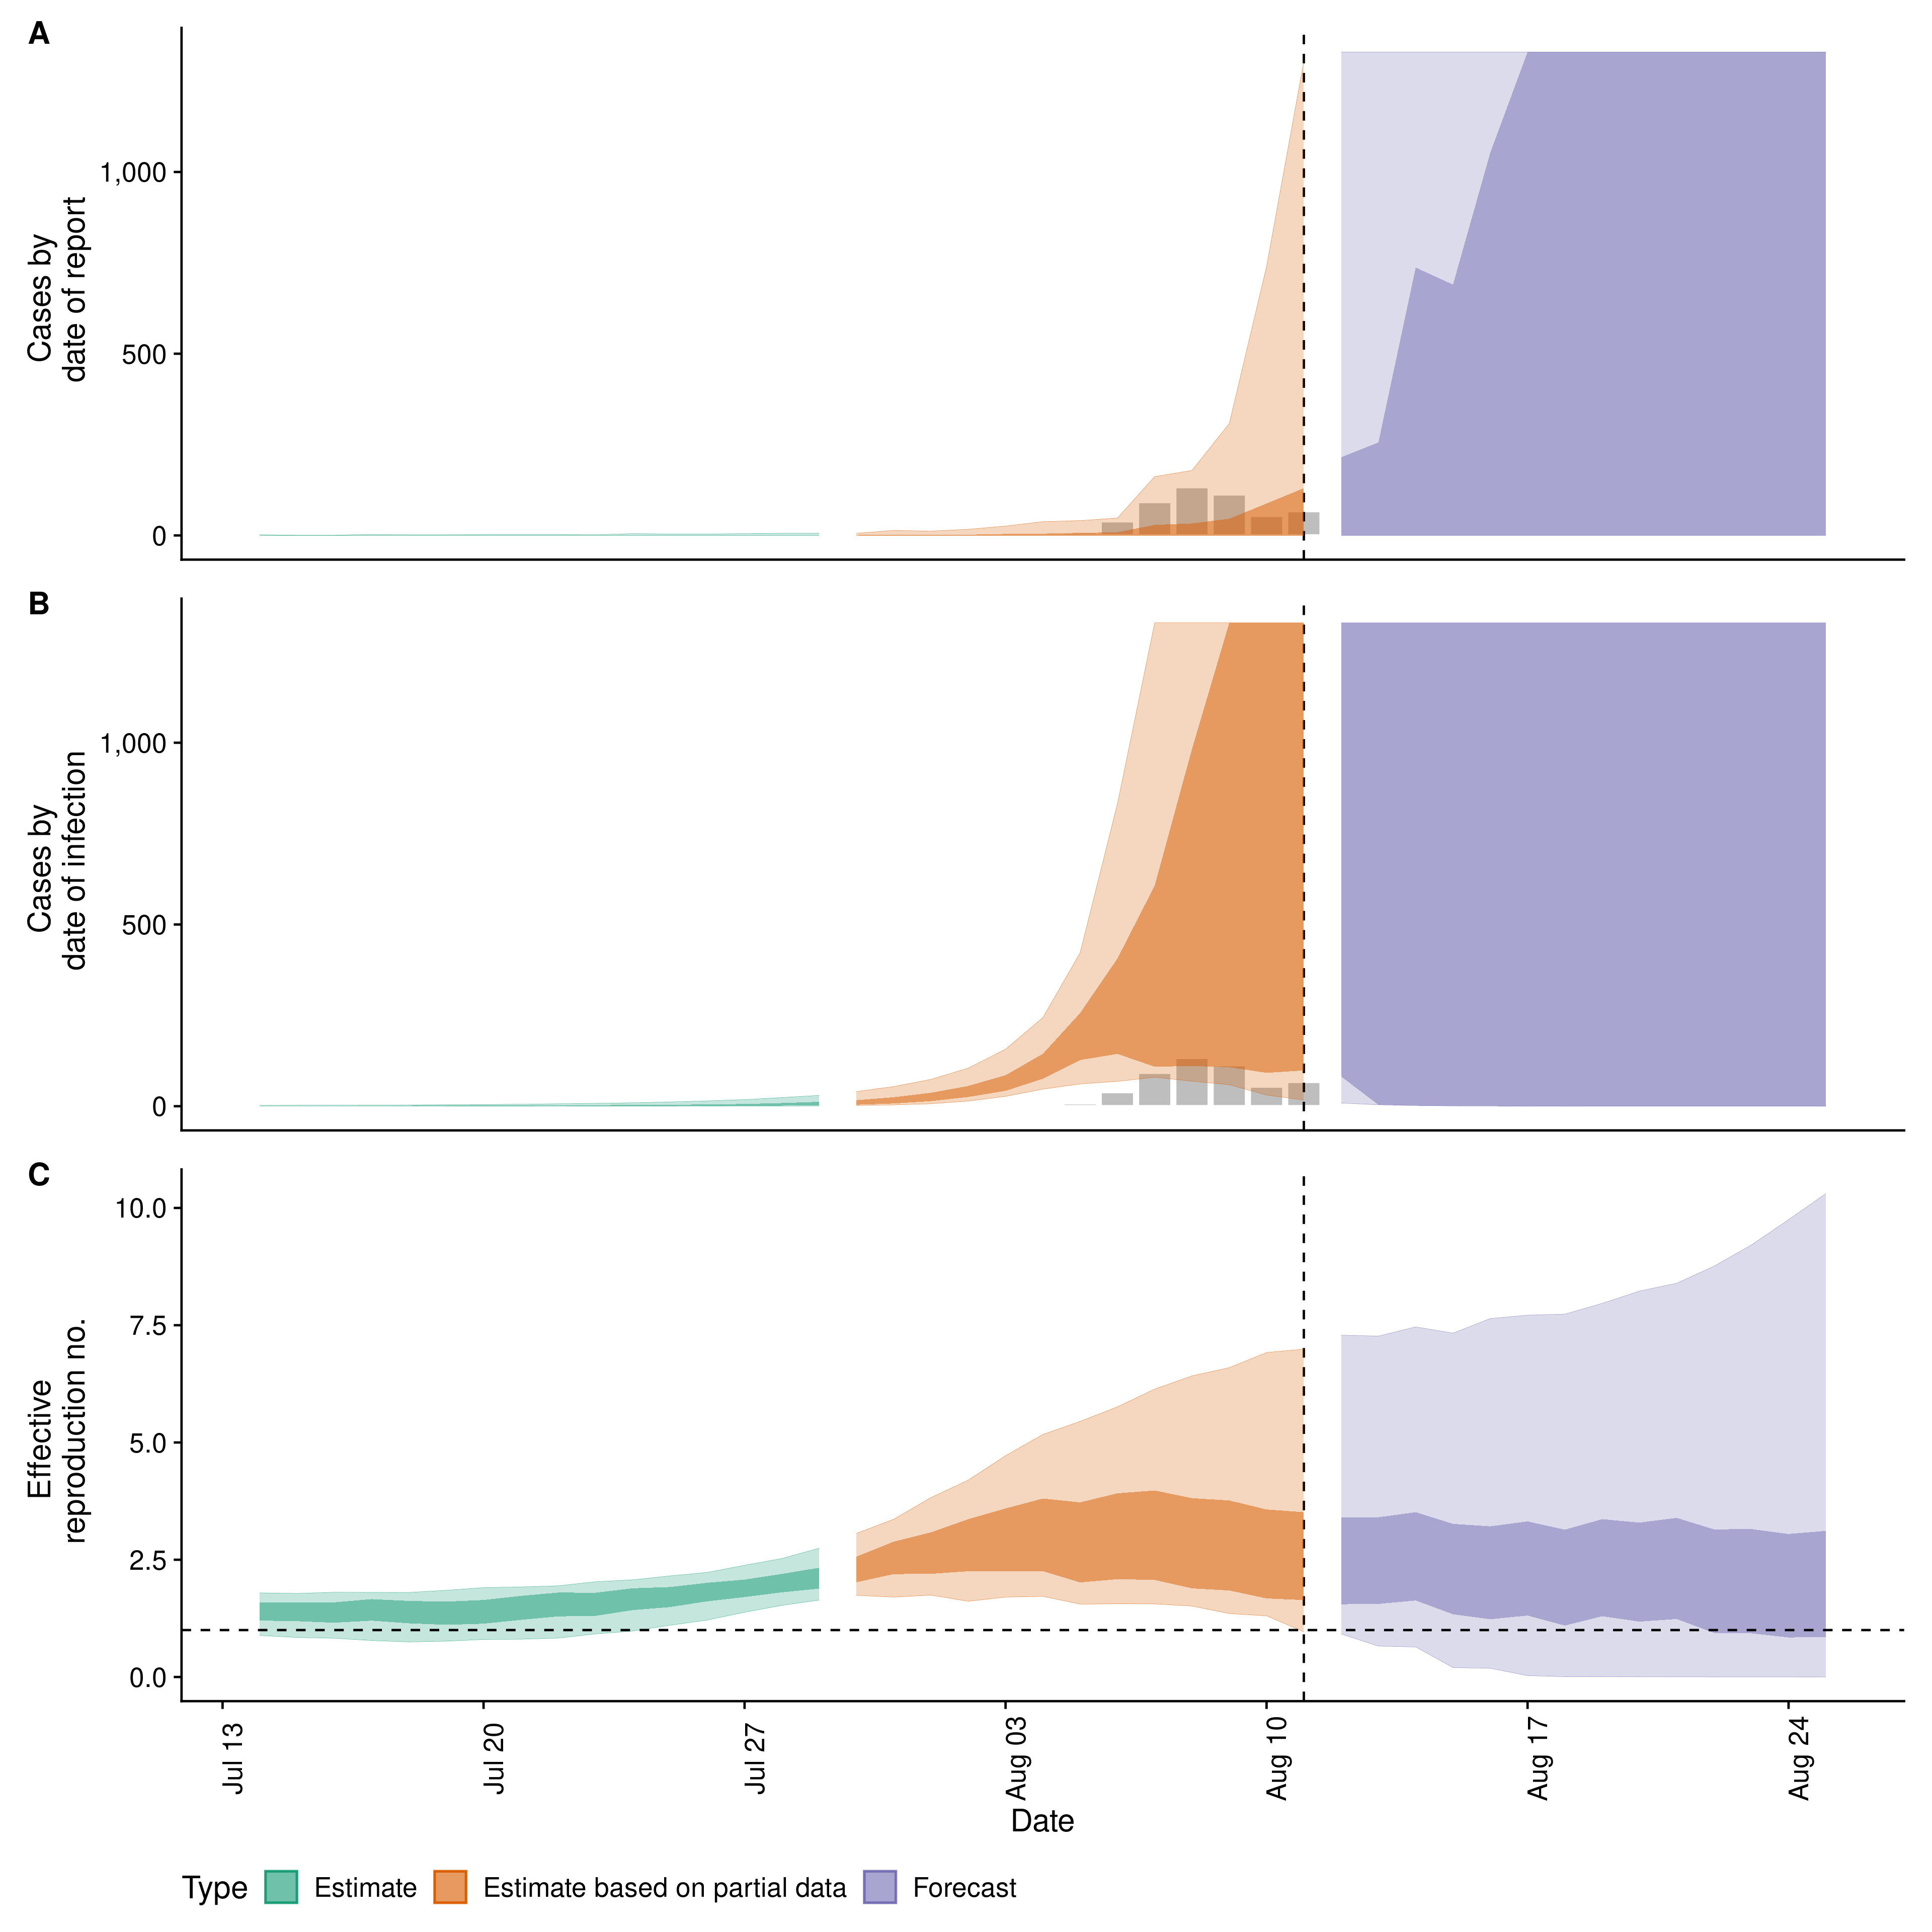 A
Cases by
date of report
1,000
500
0
B
Cases by
date of infection
1,000
500
0
C
Effective
reproduction no.
10.0
7.5
5.0
2.5
0.0
Jul 13
Jul 20
Jul 27
Aug 03
Aug 10
Aug 17
Aug 24
Date
Type Estimate Estimate based on partial data Forecast